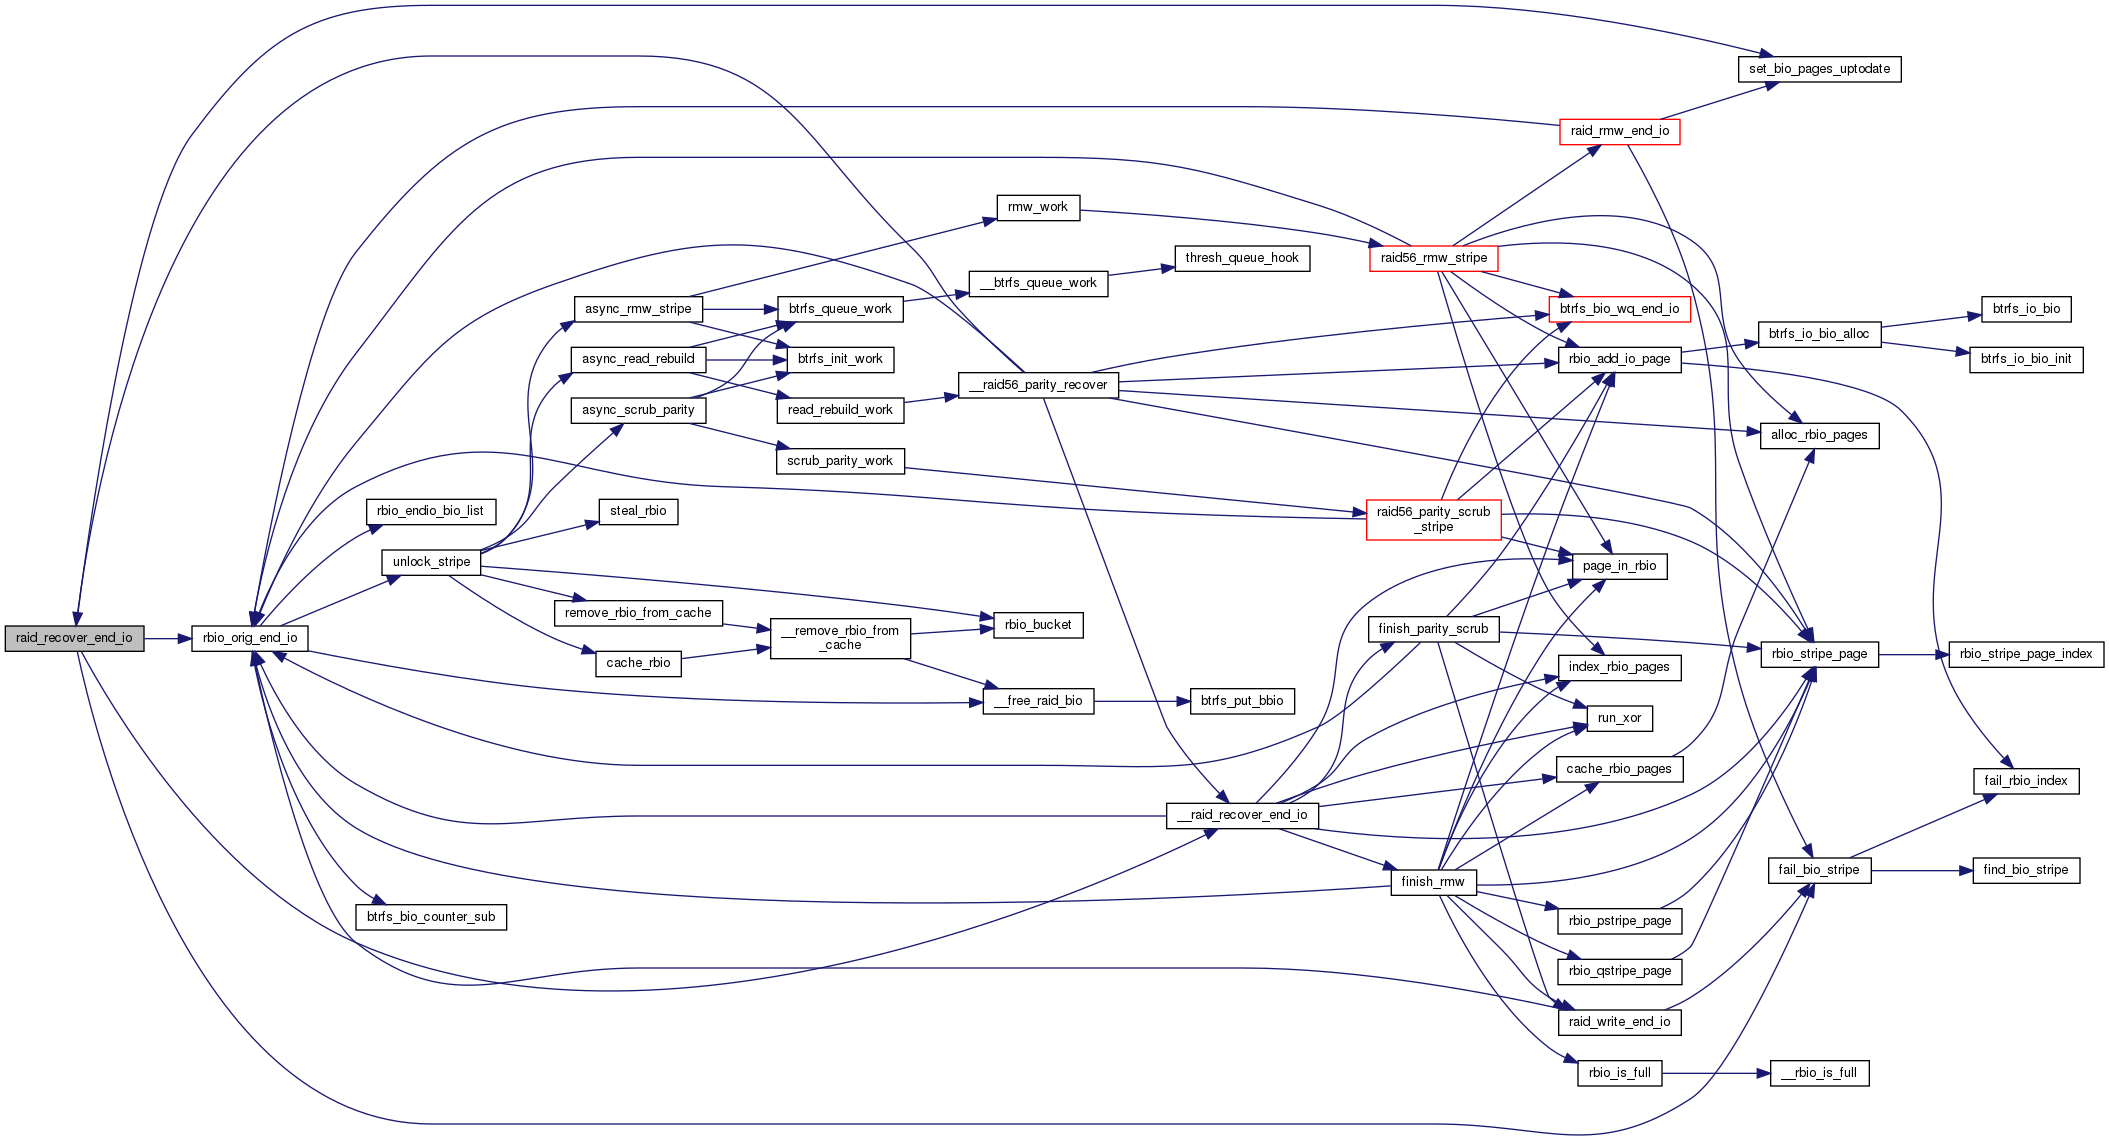 set_bio_pages_uptodate
raid_rmw_end_io
rmw_work
raid56_rmw_stripe
thresh_queue_hook
__btrfs_queue_work
async_rmw_stripe
btrfs_queue_work
btrfs_bio_wq_end_io
btrfs_io_bio
btrfs_io_bio_alloc
async_read_rebuild
btrfs_init_work
rbio_add_io_page
btrfs_io_bio_init
__raid56_parity_recover
async_scrub_parity
read_rebuild_work
alloc_rbio_pages
scrub_parity_work
rbio_endio_bio_list
steal_rbio
raid56_parity_scrub
_stripe
unlock_stripe
page_in_rbio
remove_rbio_from_cache
rbio_bucket
raid_recover_end_io
rbio_orig_end_io
__remove_rbio_from
_cache
finish_parity_scrub
rbio_stripe_page
rbio_stripe_page_index
cache_rbio
index_rbio_pages
__free_raid_bio
btrfs_put_bbio
run_xor
cache_rbio_pages
fail_rbio_index
__raid_recover_end_io
finish_rmw
fail_bio_stripe
find_bio_stripe
btrfs_bio_counter_sub
rbio_pstripe_page
rbio_qstripe_page
raid_write_end_io
rbio_is_full
__rbio_is_full